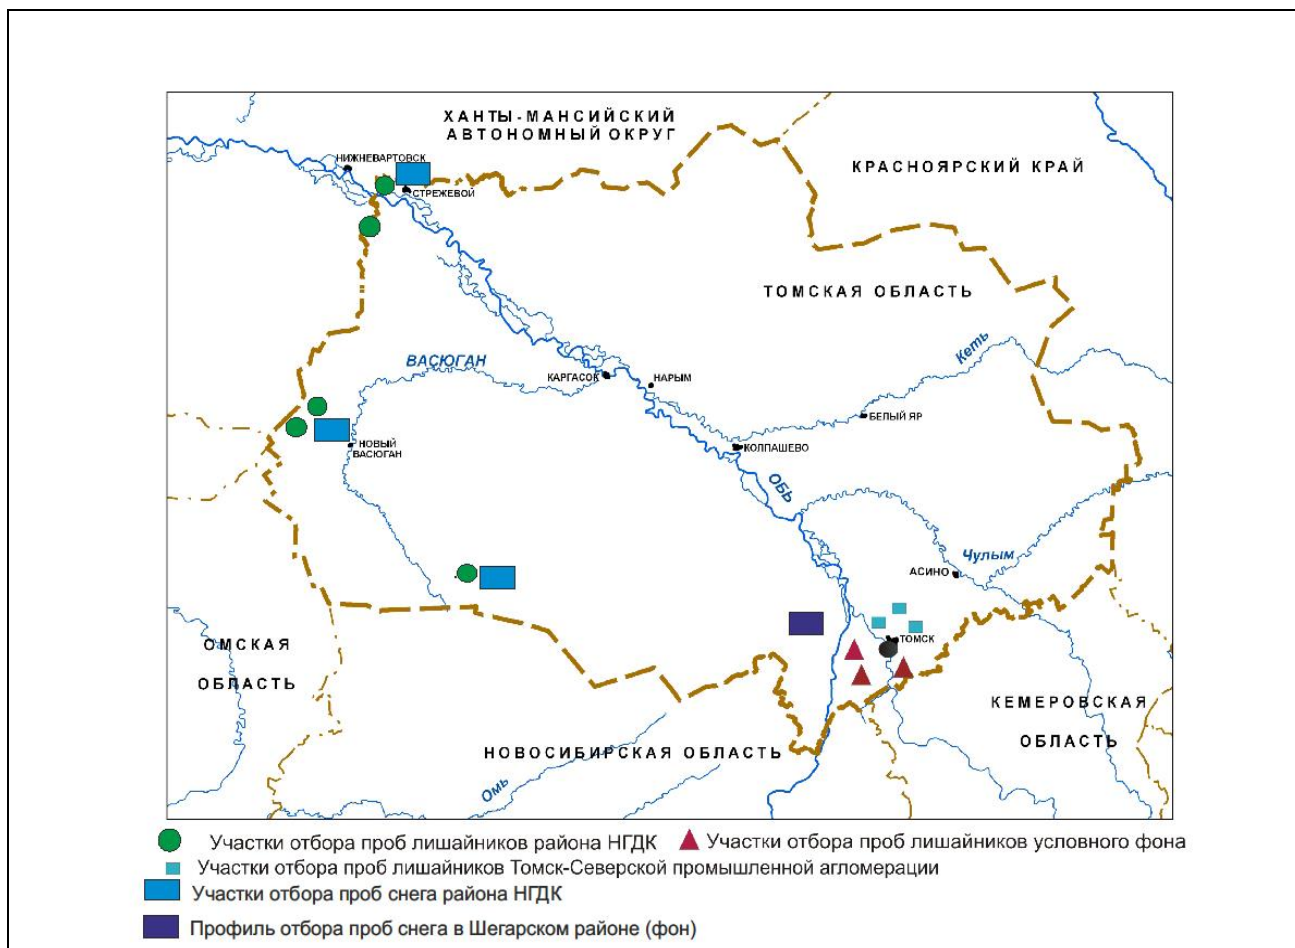 ХАНТЫ-МАНСИЙСКИЙ
АВТОНОМНЫЙ ОКРУГ
КРАСНОЯРСКИЙ КРАЙ
НИЖНЕВАРТОВСК
СТРЕЖЕВОЙ
ТОМСКАЯ ОБЛАСТЬ
Кеть
ВАСЮГАН
КАРГАСОК
НАРЫМ
БЕЛЫЙ ЯР
НОВЫЙ
ВАСЮГАН
КОЛПАШЕВО
ОБЬ
Чулым
АСИНО
ТОМСК
ОМСКАЯ
ОБЛАСТЬ
КЕМЕРОВСКАЯ
ОБЛАСТЬ
НОВОСИБИРСКАЯ ОБЛАСТЬ
Омь
Участки отбора проб лишайников района НГДК
Участки отбора проб лишайников условного фона
Участки отбора проб лишайников Томск-Северской промышленной агломерации
Участки отбора проб снега района НГДК
Профиль отбора проб снега в Шегарском районе (фон)